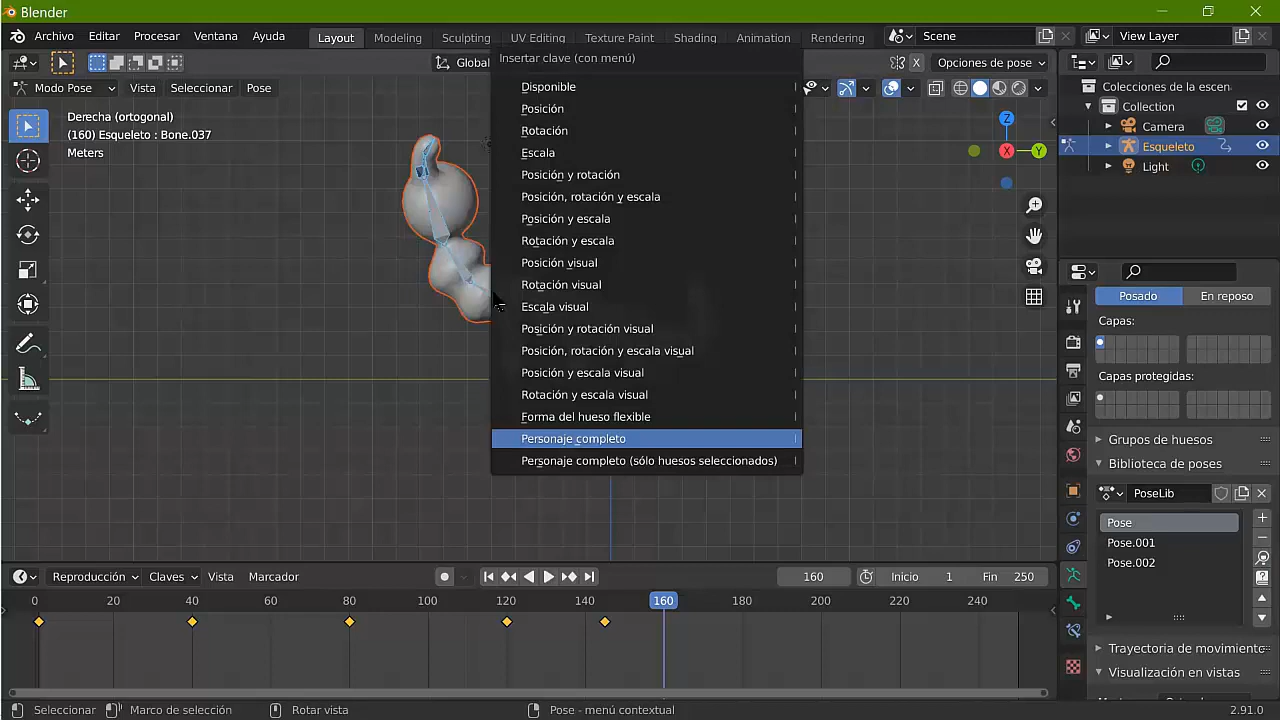 Blender
Archivo Editar Procesar Ventana Ayuda Layout Modeling Sculpting UV Editing Texture Paint Shading Animation Rendering Scene View Layer
Global X Opciones de pose
Modo Pose Vista Seleccionar Pose
Derecha (ortogonal)
(160) Esqueleto : Bone.037
Meters
Insertar clave (con menú)
Disponible
Posición
Rotación
Escala
Posición y rotación
Posición, rotación y escala
Posición y escala
Rotación y escala
Posición visual
Rotación visual
Escala visual
Posición y rotación visual
Posición, rotación y escala visual
Posición y escala visual
Rotación y escala visual
Forma del hueso flexible
Personaje completo
Personaje completo (sólo huesos seleccionados)
Z
X Y
Colecciones de la escen
Collection
Camera
Esqueleto
Light
Posado En reposo
Capas:
Capas protegidas:
Grupos de huesos
Biblioteca de poses
PoseLib
Pose
Pose.001
Pose.002
Trayectoria de movimiento
Visualización en vistas
Reproducción Claves Vista Marcador 160 Inicio 1 Fin 250
0 20 40 60 80 100 120 140 160 180 200 220 240
Seleccionar Marco de selección Rotar vista Pose - menú contextual 2.91.0